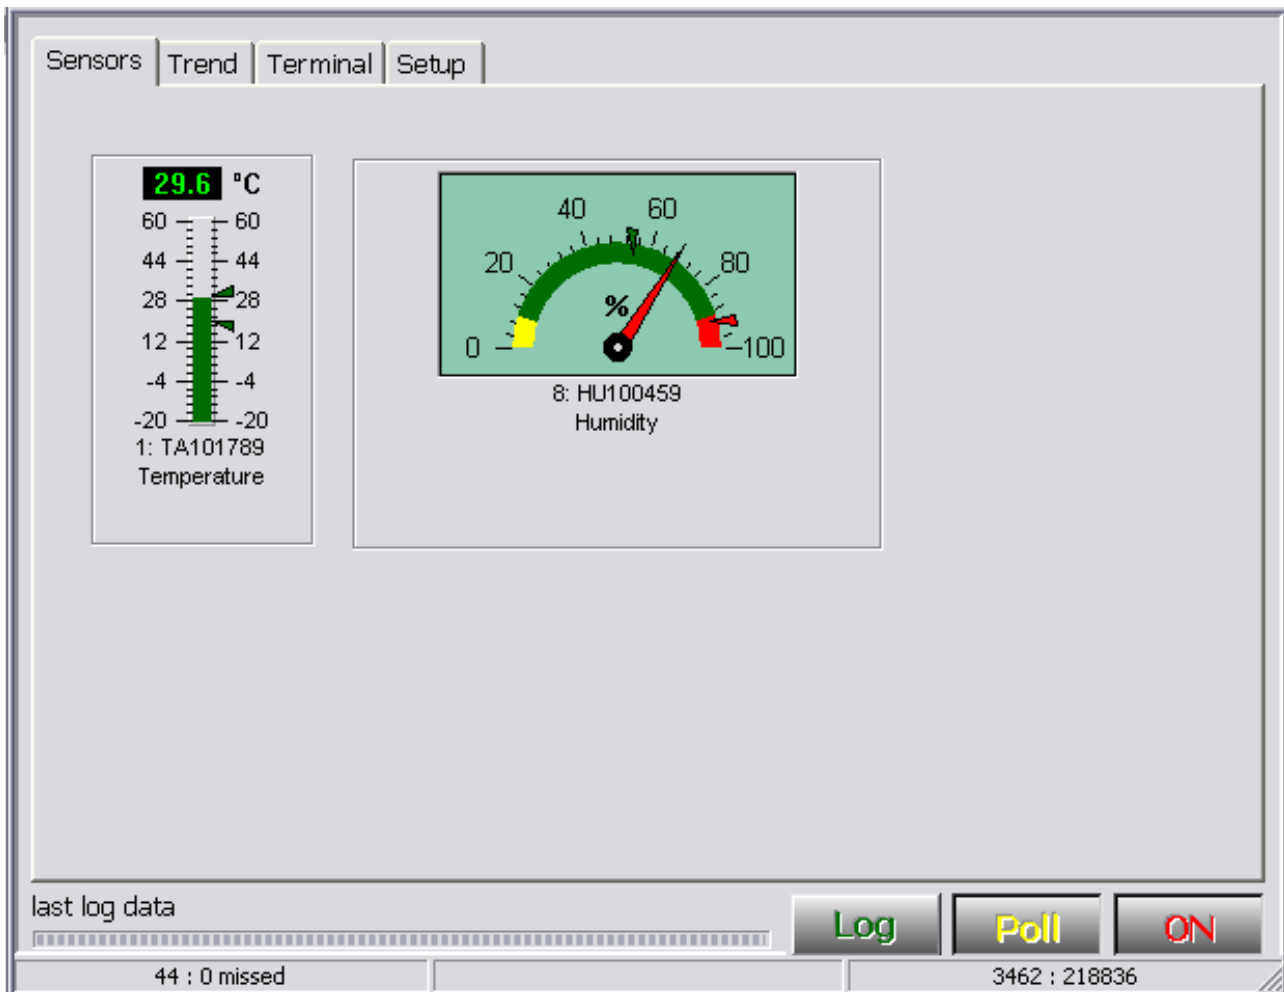 Sensors Trend Terminal Setup
29.6 °C
60 60
44 44
28 28
12 12
-4 -4
-20 -20
1: TA101789
Temperature
40 60
20 80
%
0 100
8: HU100459
Humidity
last log data
Log Poll ON
44 : 0 missed 3462 : 218836